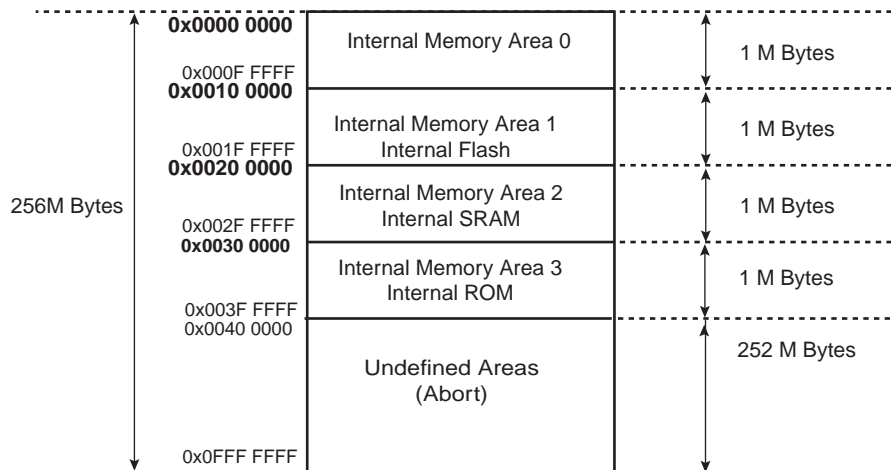 0x0000 0000
Internal Memory Area 0
1 M Bytes
0x000F FFFF
0x0010 0000
Internal Memory Area 1
Internal Flash
1 M Bytes
0x001F FFFF
0x0020 0000
256M Bytes
Internal Memory Area 2
Internal SRAM
1 M Bytes
0x002F FFFF
0x0030 0000
Internal Memory Area 3
Internal ROM
1 M Bytes
0x003F FFFF
0x0040 0000
252 M Bytes
Undefined Areas
(Abort)
0x0FFF FFFF